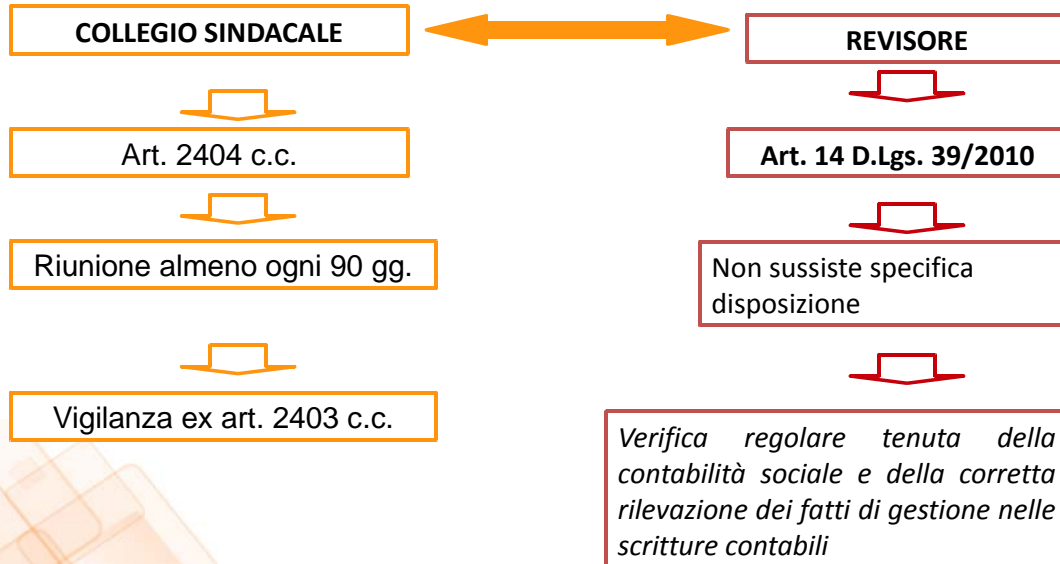 COLLEGIO SINDACALE
Art. 2404 c.c.
Riunione almeno ogni 90 gg.
Vigilanza ex art. 2403 c.c.
REVISORE
Art. 14 D.Lgs. 39/2010
Non sussiste specifica
disposizione
Verifica regolare tenuta della
contabilità sociale e della corretta
rilevazione dei fatti di gestione nelle
scritture contabili